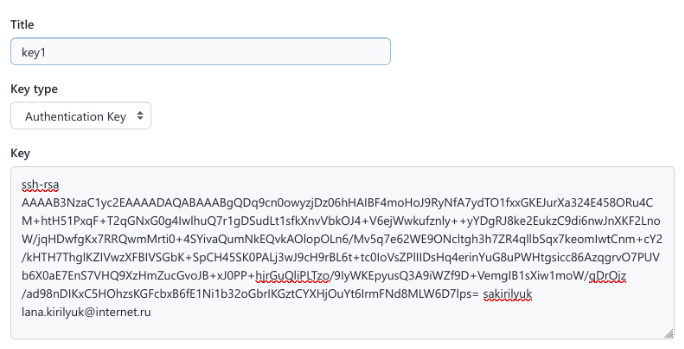 Title
key1
Key type
Authentication Key
Key
ssh-rsa
AAAAB3NzaC1yc2EAAAADAQABAAABgQDq9cn0owyzjDz06hHAIBF4moHoJ9RyNfA7ydTO1fxxGKEJurXa324E458ORu4C
M+htH51PxqF+T2qGNxG0g4IwlhuQ7r1gDSudLt1sfkXnvVbkOJ4+V6ejWwkufznly++yYDgRJ8ke2EukzC9di6nwJnXKF2Lno
W/jqHDwfgKx7RRQwmMrti0+4SYivaQumNkEQvkAOlopOLn6/Mv5q7e62WE9ONcltgh3h7ZR4qllbSqx7keomIwtCnm+cY2
/kHTH7ThglKZIVwzXFBIVSGbK+SpCH45SK0PALj3wJ9cH9rBL6t+tc0IoVsZPlIIDsHq4erinYuG8uPWHtgsicc86AzqgrvO7PUV
b6X0aE7EnS7VHQ9XzHmZucGvoJB+xJ0PP+hjrGuQliPLTzo/9IyWKEpyusQ3A9iWZf9D+VemgIB1sXiw1moW/gDrOjz
/ad98nDIKxC5HOhzsKGFcbxB6fE1Ni1b32oGbrIKGztCYXHjOuYt6IrmFNd8MLW6D7lps= sakirilyuk
lana.kirilyuk@internet.ru